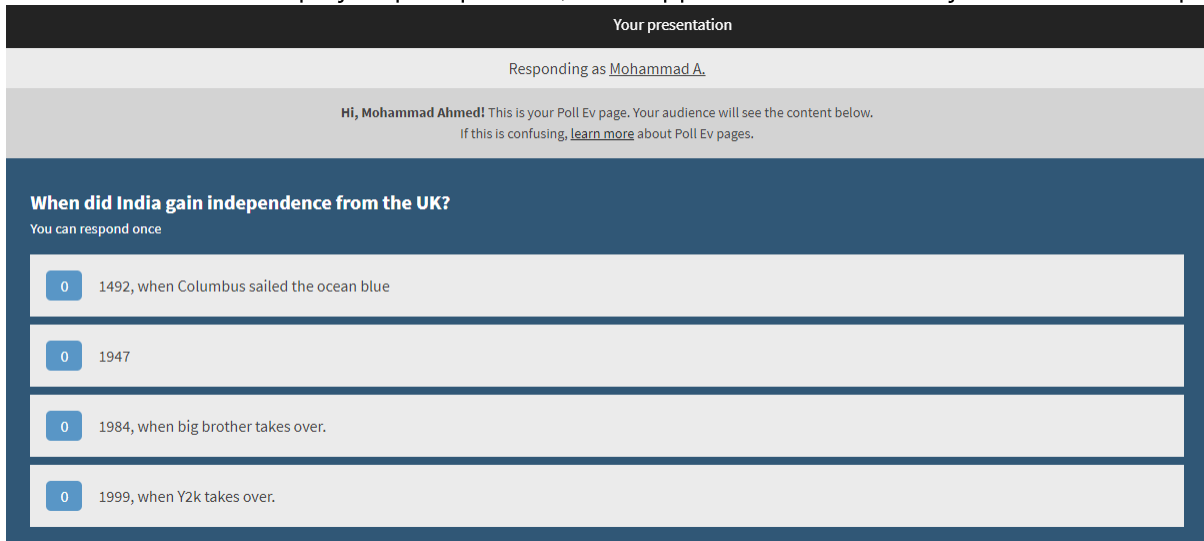 Your presentation
Responding as Mohammad A.
Hi, Mohammad Ahmed! This is your Poll Ev page. Your audience will see the content below.
If this is confusing, learn more about Poll Ev pages.
When did India gain independence from the UK?
You can respond once
0 1492, when Columbus sailed the ocean blue
0 1947
0 1984, when big brother takes over.
0 1999, when Y2k takes over.